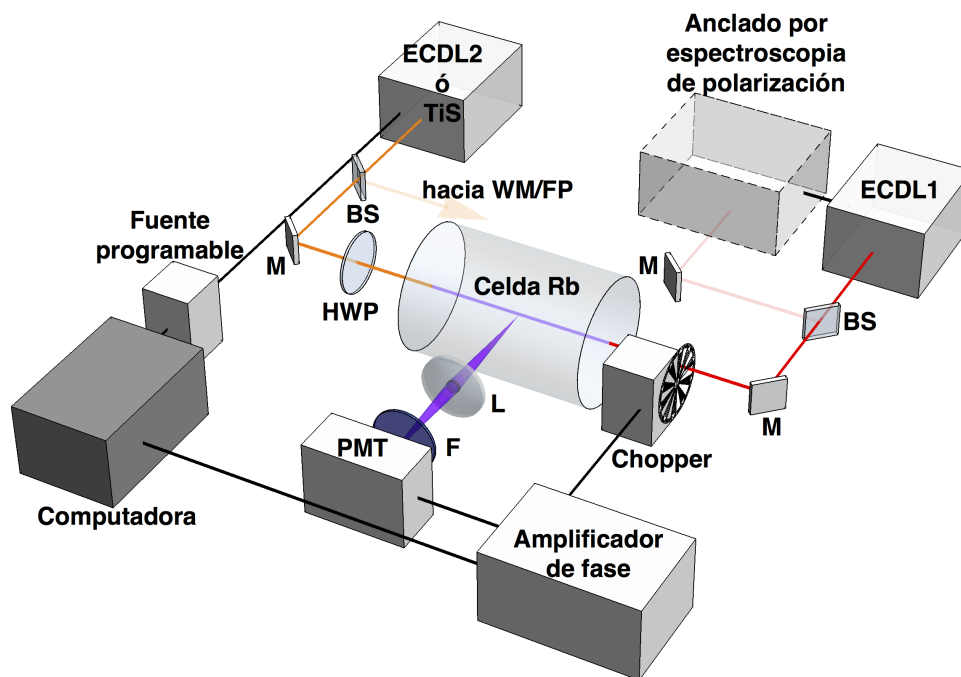 ECDL2
ó
TiS
Anclado por
espectroscopia
de polarización
ECDL1
hacia WM/FP
BS
Fuente
programable
M
HWP
Celda Rb
M
BS
L
M
F
PMT
Chopper
Computadora
Amplificador
de fase